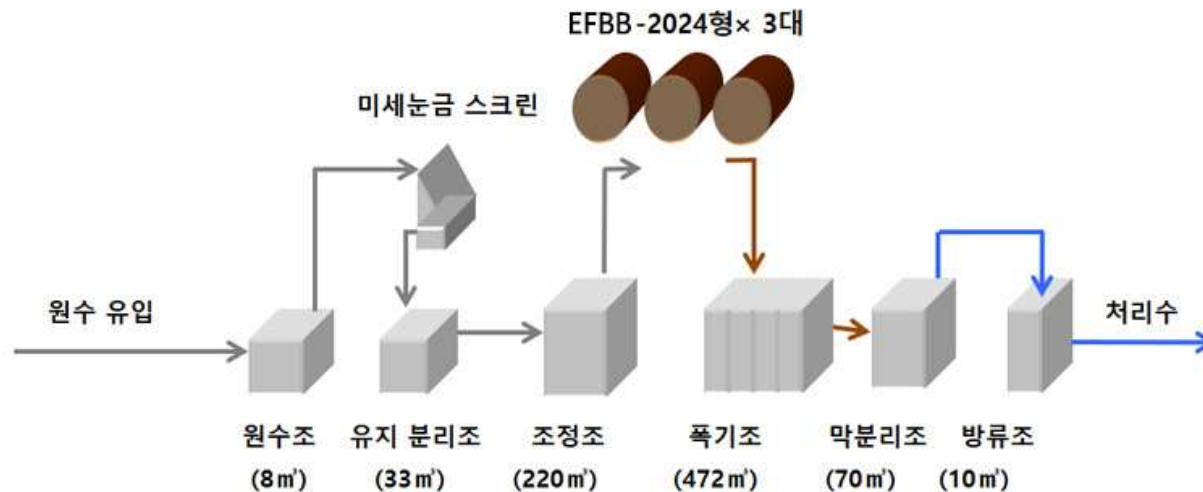 EFBB-2024형× 3대
미세눈금 스크린
원수 유입
처리수
원수조 유지 분리조 조정조 폭기조 막분리조 방류조
(8㎥) (33㎥) (220㎥) (472㎥) (70㎥) (10㎥)